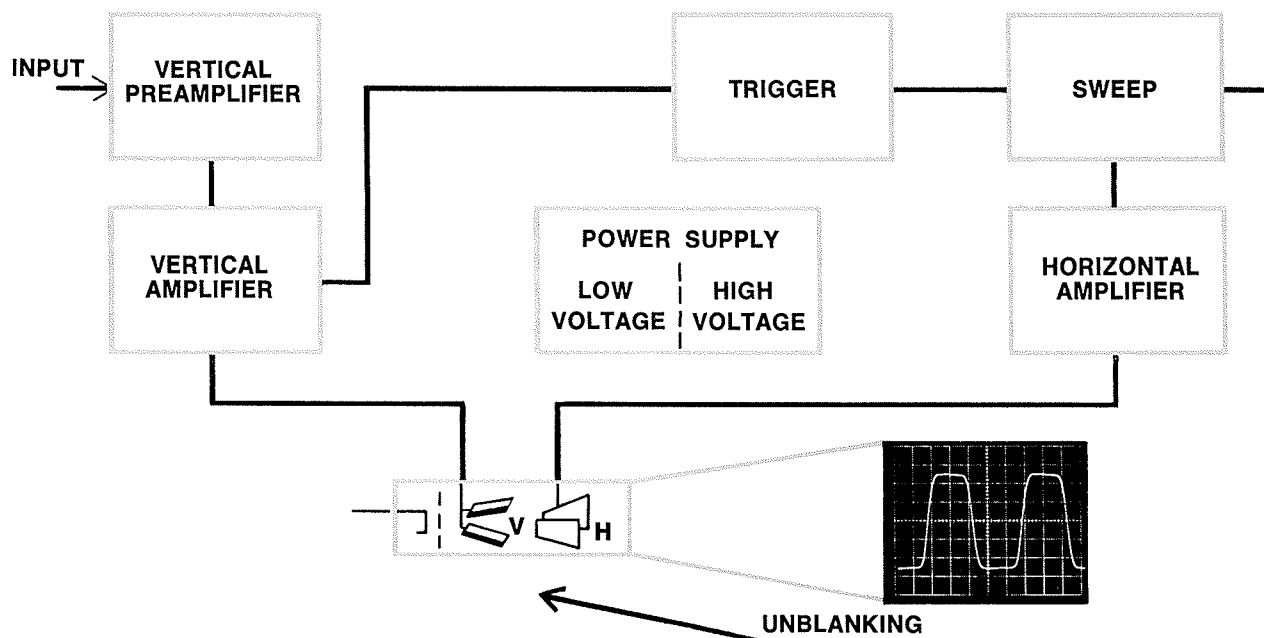 INPUT
VERTICAL
PREAMPLIFIER
TRIGGER
SWEEP
VERTICAL
AMPLIFIER
POWER SUPPLY
LOW
VOLTAGE
HIGH
VOLTAGE
HORIZONTAL
AMPLIFIER
V
H
UNBLANKING